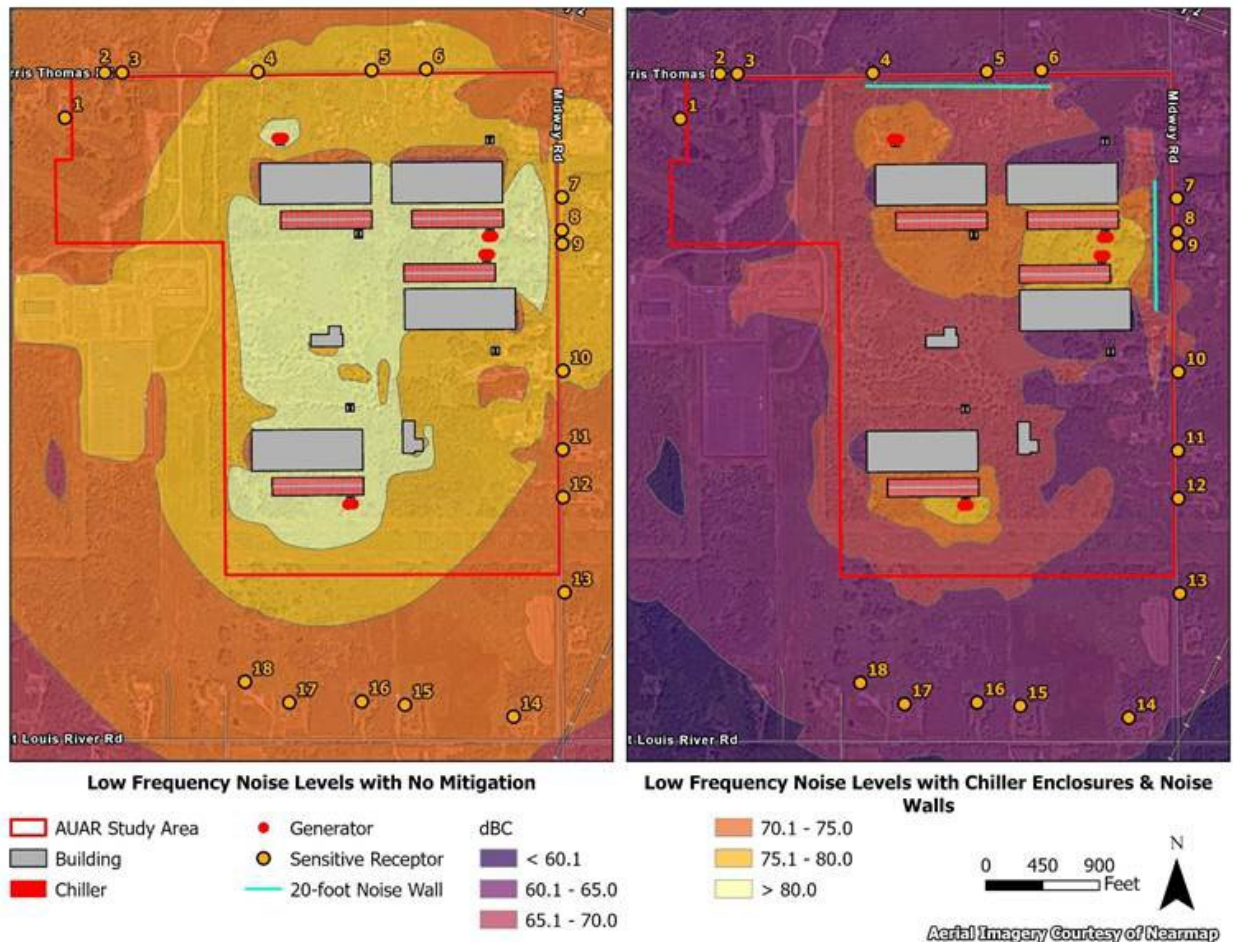 2
3
4
5
6
rris Thomas
1
Midway Rd
7
8
9
10
11
12
13
18
17
16
15
14
t Louis River Rd
2
3
4
5
6
rris Thomas
1
Midway Rd
7
8
9
10
11
12
13
18
17
16
15
14
t Louis River Rd
Low Frequency Noise Levels with No Mitigation
Low Frequency Noise Levels with Chiller Enclosures & Noise
Walls
AUAR Study Area
Building
Chiller
Generator
Sensitive Receptor
20-foot Noise Wall
dBC
< 60.1
60.1 - 65.0
65.1 - 70.0
70.1 - 75.0
75.1 - 80.0
> 80.0
0 450 900
Feet
N
Aerial Imagery Courtesy of Nearmap